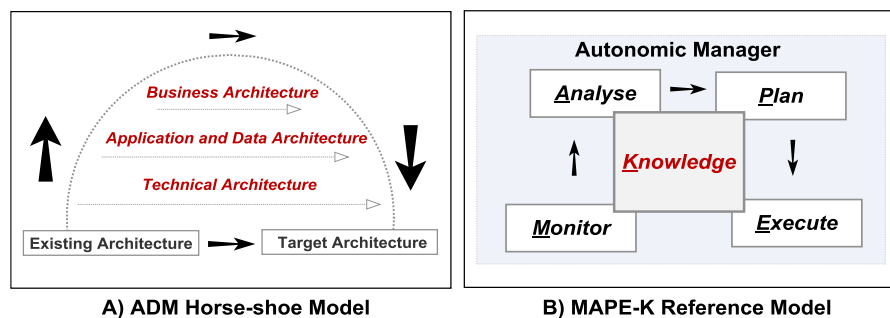 Business Architecture
Application and Data Architecture
Technical Architecture
Existing Architecture
Target Architecture
A) ADM Horse-shoe Model
Autonomic Manager
Analyse
Plan
Knowledge
Monitor
Execute
B) MAPE-K Reference Model